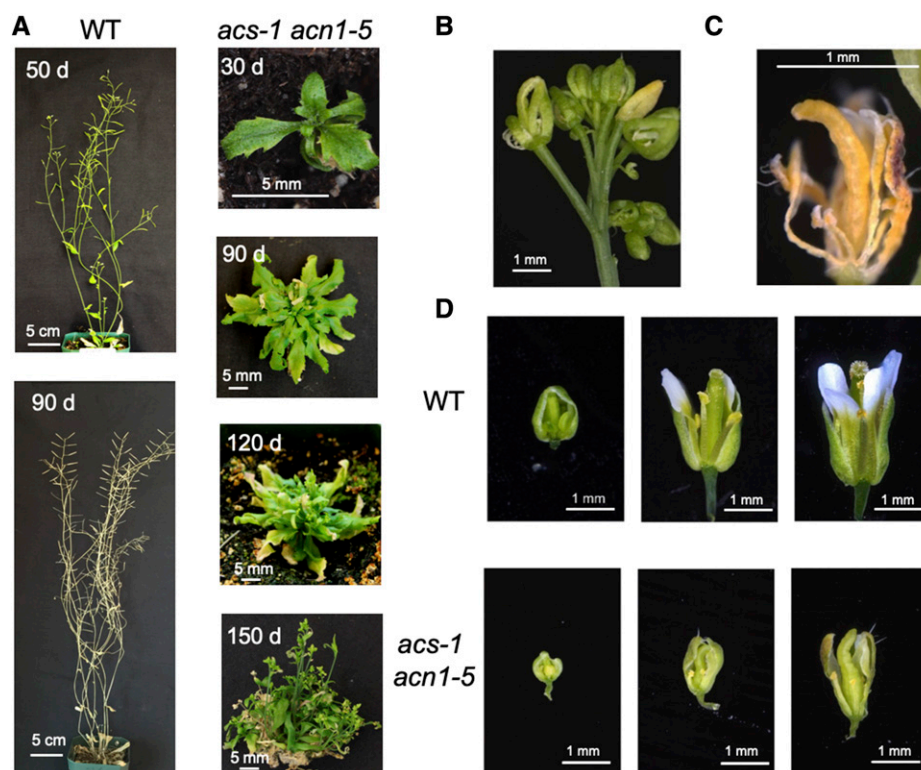 A
WT
acs-1 acn1-5
B
C
50 d
5 cm
30 d
5 mm
90 d
5 mm
120 d
5 mm
150 d
5 mm
90 d
5 cm
1 mm
1 mm
D
WT
1 mm
1 mm
1 mm
acs-1
acn1-5
1 mm
1 mm
1 mm